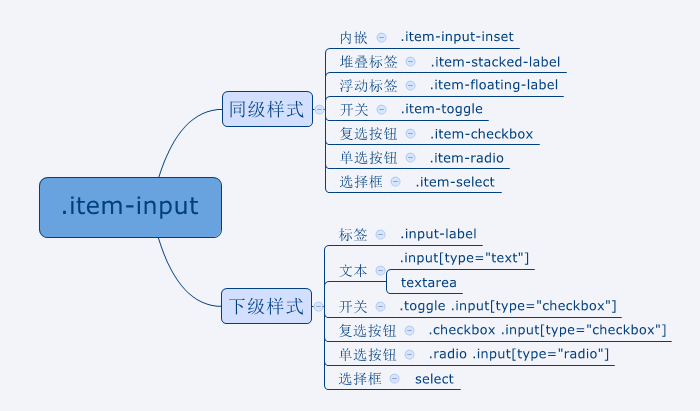 .item-input
同级样式
内嵌 .item-input-inset
堆叠标签 .item-stacked-label
浮动标签 .item-floating-label
开关 .item-toggle
复选按钮 .item-checkbox
单选按钮 .item-radio
选择框 .item-select
下级样式
标签 .input-label
文本
.input[type="text"]
textarea
开关 .toggle .input[type="checkbox"]
复选按钮 .checkbox .input[type="checkbox"]
单选按钮 .radio .input[type="radio"]
选择框 select